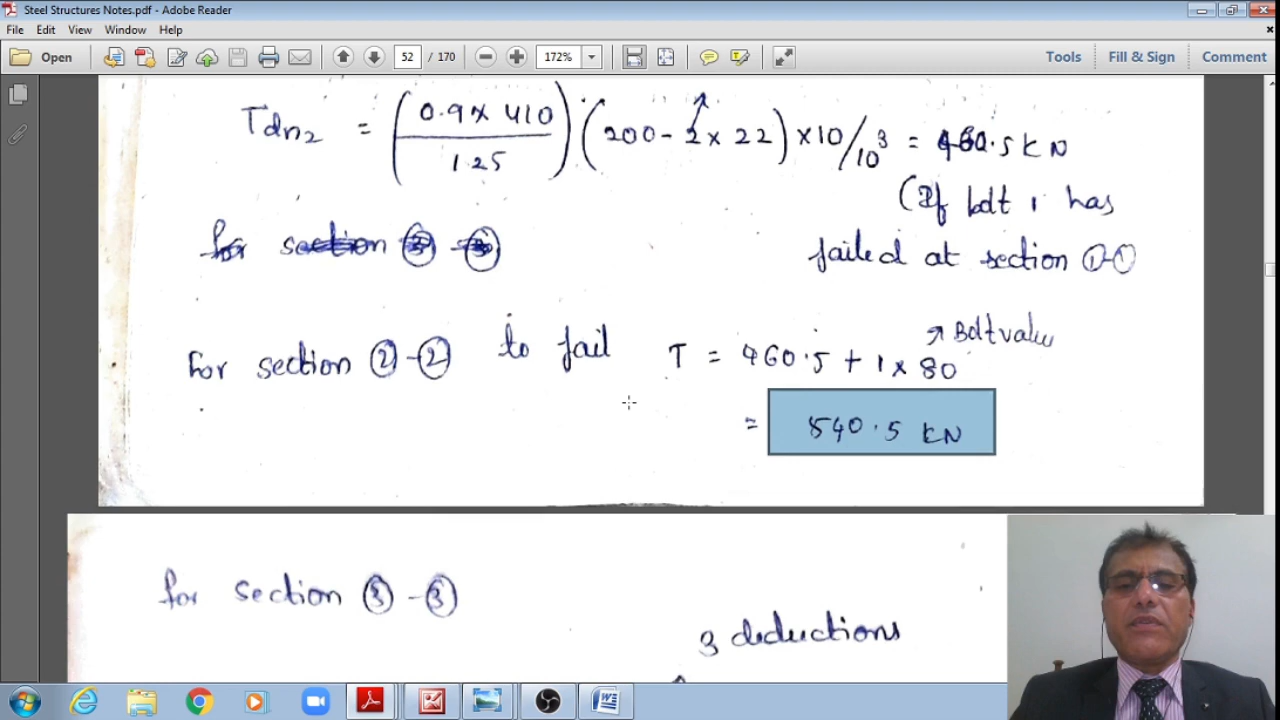 Steel Structures Notes.pdf - Adobe Reader
File Edit View Window Help
Open 52 / 170 172% Tools Fill & Sign Comment
Tdn2 = (0.9 x 410 / 1.25) (200 - 2 x 22) x 10/10^3 = 460.5 kN
(If bolt 1 has
failed at section ①-①
for section ③ - ③
For section ②-② to fail T = 460.5 + 1 x 80
↗ Bolt value
= 540.5 kN
for section ③ - ③
3 deductions